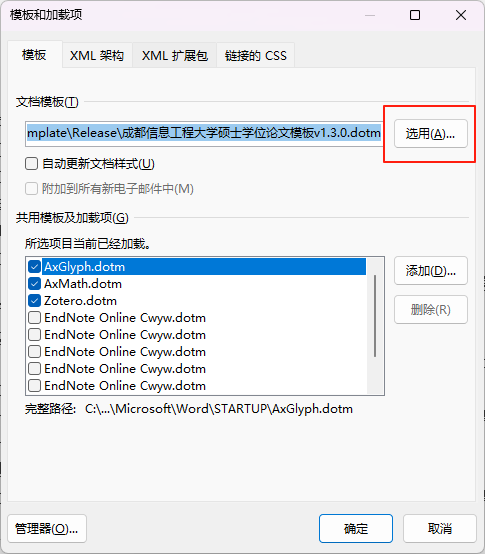 模板和加载项
模板 XML 架构 XML 扩展包 链接的 CSS
文档模板(T)
mplate\Release\成都信息工程大学硕士学位论文模板v1.3.0.dotm 选用(A)...
自动更新文档样式(U)
附加到所有新电子邮件中(M)
共用模板及加载项(G)
所选项目当前已经加载。
AxGlyph.dotm 添加(D)...
AxMath.dotm
Zotero.dotm 删除(R)
EndNote Online Cwyw.dotm
EndNote Online Cwyw.dotm
EndNote Online Cwyw.dotm
EndNote Online Cwyw.dotm
EndNote Online Cwyw.dotm
完整路径: C:\...\Microsoft\Word\STARTUP\AxGlyph.dotm
管理器(O)... 确定 取消